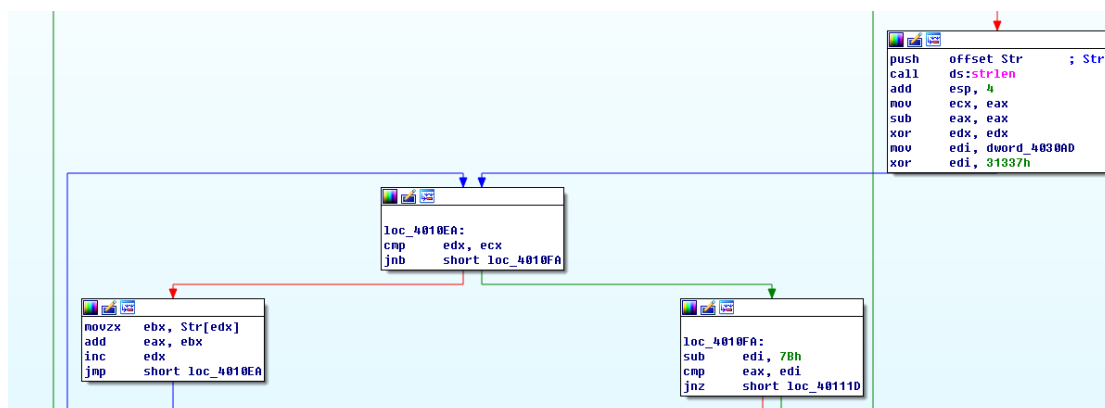 push offset Str ; Str
call ds:strlen
add esp, 4
mov ecx, eax
sub eax, eax
xor edx, edx
mov edi, dword_4030AD
xor edi, 31337h
loc_4010EA:
cmp edx, ecx
jnb short loc_4010FA
movzx ebx, Str[edx]
add eax, ebx
inc edx
jmp short loc_4010EA
loc_4010FA:
sub edi, 7Bh
cmp eax, edi
jnz short loc_40111D